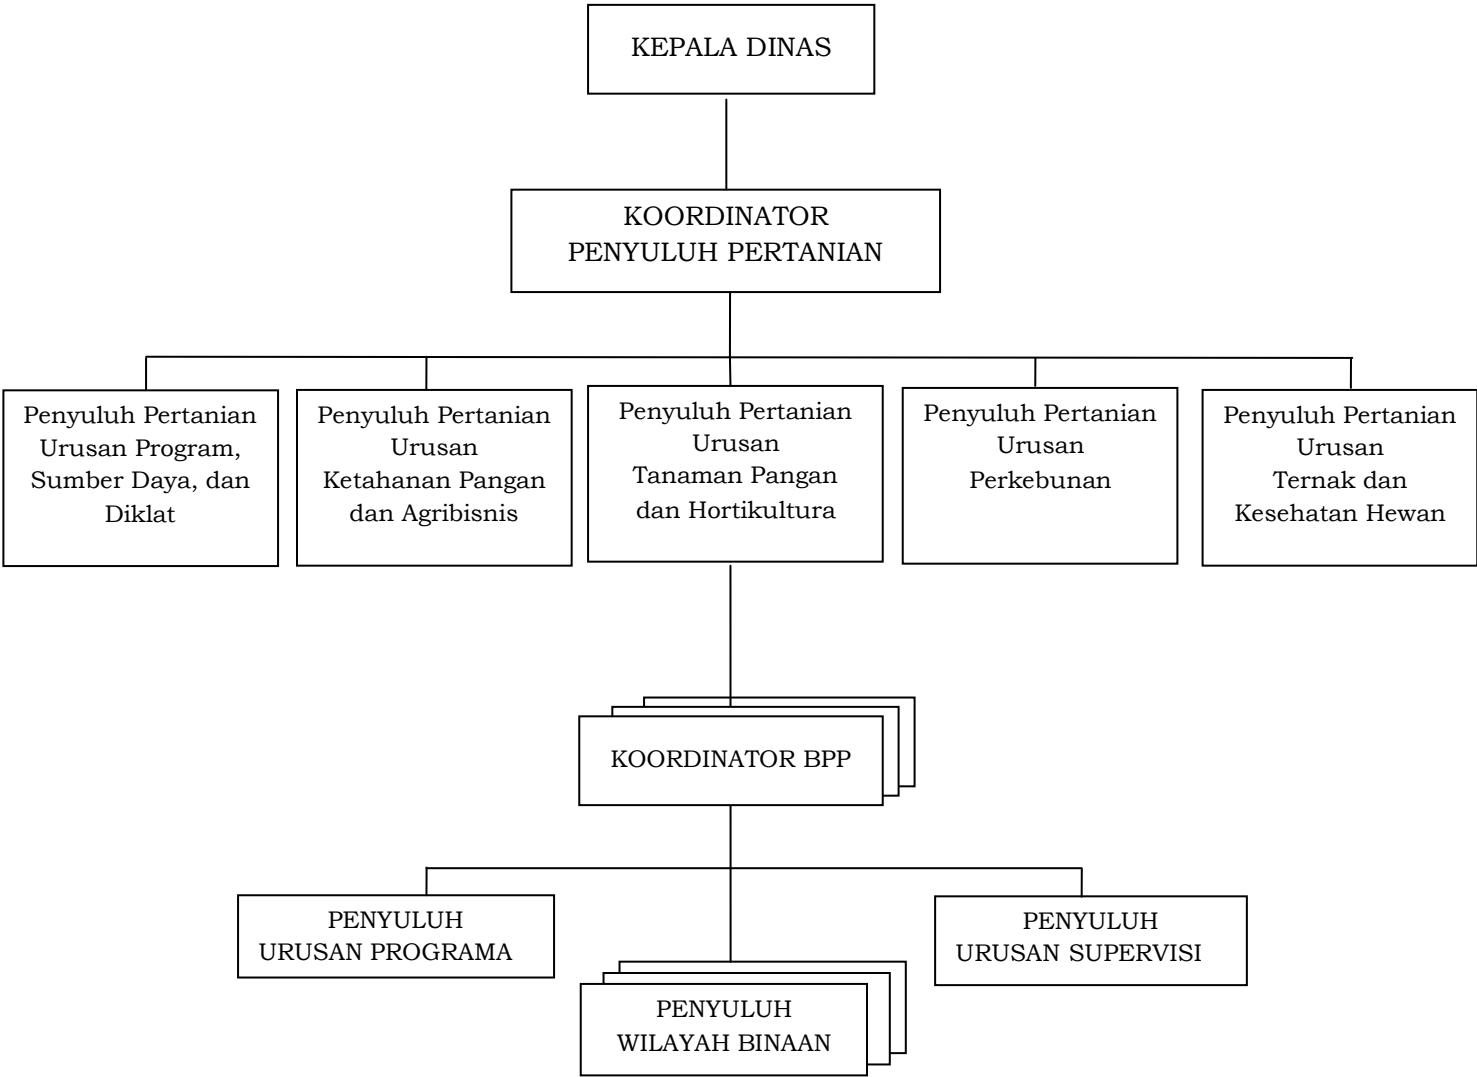 KEPALA DINAS
KOORDINATOR
PENYULUH PERTANIAN
Penyuluh Pertanian
Urusan Program,
Sumber Daya, dan
Diklat
Penyuluh Pertanian
Urusan
Ketahanan Pangan
dan Agribisnis
Penyuluh Pertanian
Urusan
Tanaman Pangan
dan Hortikultura
Penyuluh Pertanian
Urusan
Perkebunan
Penyuluh Pertanian
Urusan
Ternak dan
Kesehatan Hewan
KOORDINATOR BPP
PENYULUH
URUSAN PROGRAMA
PENYULUH
WILAYAH BINAAN
PENYULUH
URUSAN SUPERVISI